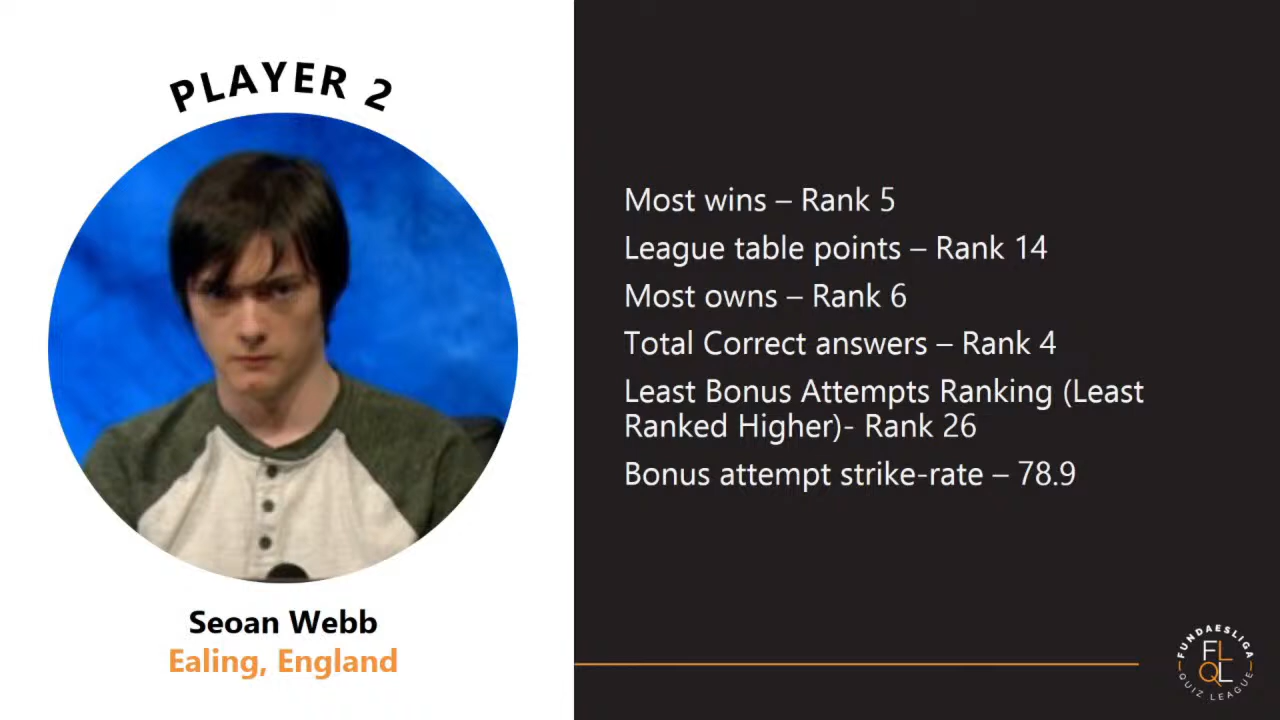 PLAYER 2
Seoan Webb
Ealing, England
Most wins – Rank 5
League table points – Rank 14
Most owns – Rank 6
Total Correct answers – Rank 4
Least Bonus Attempts Ranking (Least
Ranked Higher)- Rank 26
Bonus attempt strike-rate – 78.9
FUNDAESLIGA
FL
QL
QUIZ LEAGUE